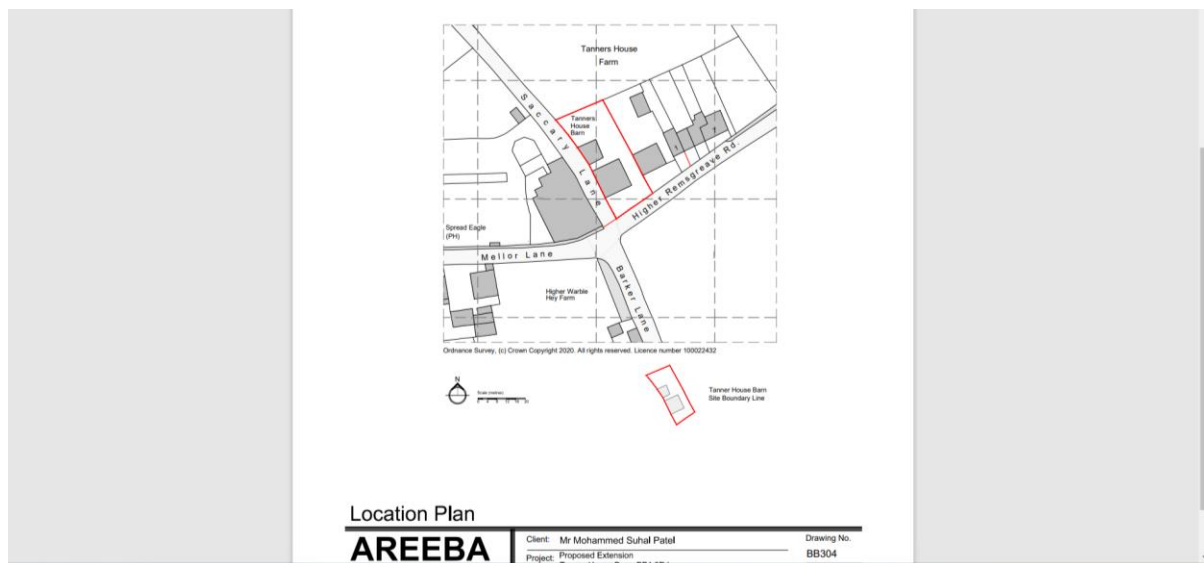 Tanners House
Farm
Saccary Lane
Tanners
House
Barn
Higher Remsgreave Rd.
Spread Eagle
(PH)
Mellor Lane
Higher Warble
Hey Farm
Barker Lane
Ordnance Survey, (c) Crown Copyright 2020. All rights reserved. Licence number 100022432
N
Scale (metres)
Tanner House Barn
Site Boundary Line
Location Plan
AREEBA
Client: Mr Mohammed Suhal Patel
Drawing No.
BB304
Project: Proposed Extension